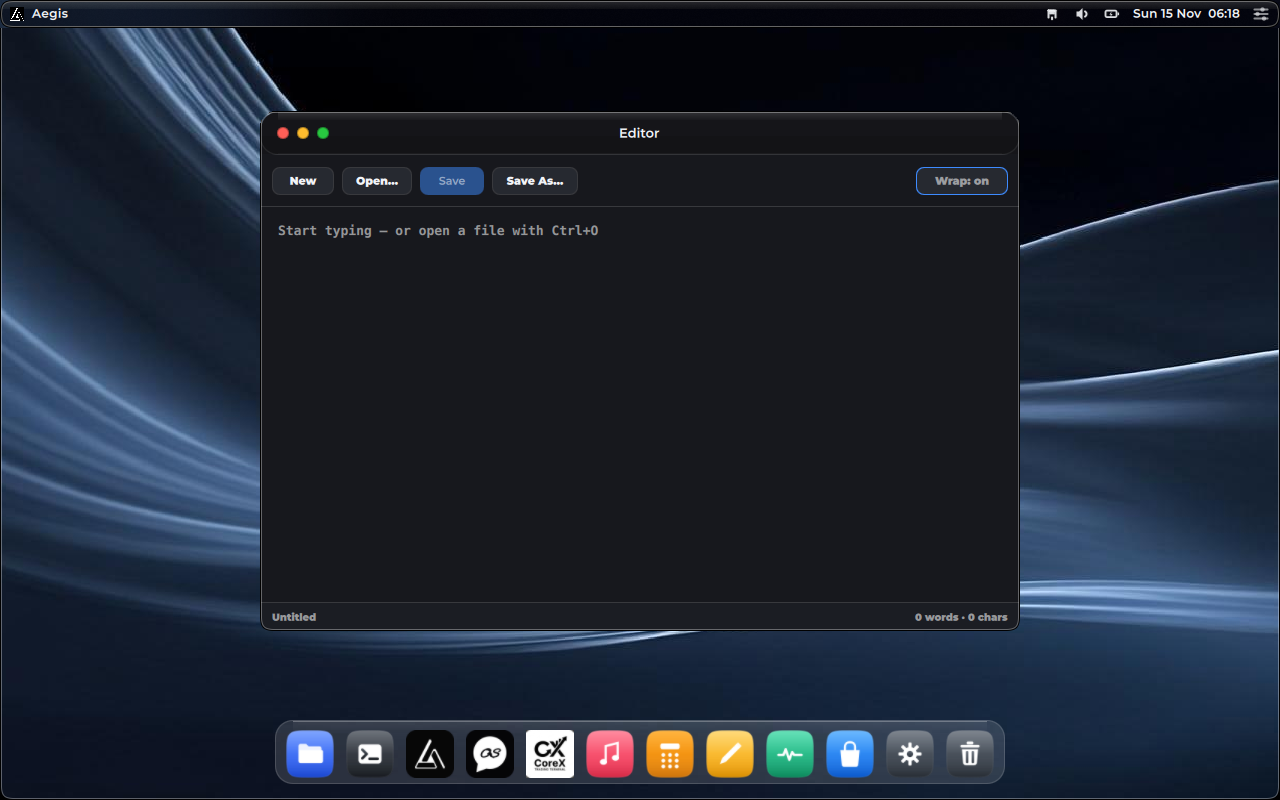 Aegis
Sun 15 Nov 06:18
Editor
New
Open...
Save
Save As...
Wrap: on
Start typing — or open a file with Ctrl+O
Untitled
0 words • 0 chars
as
CX
CoreX